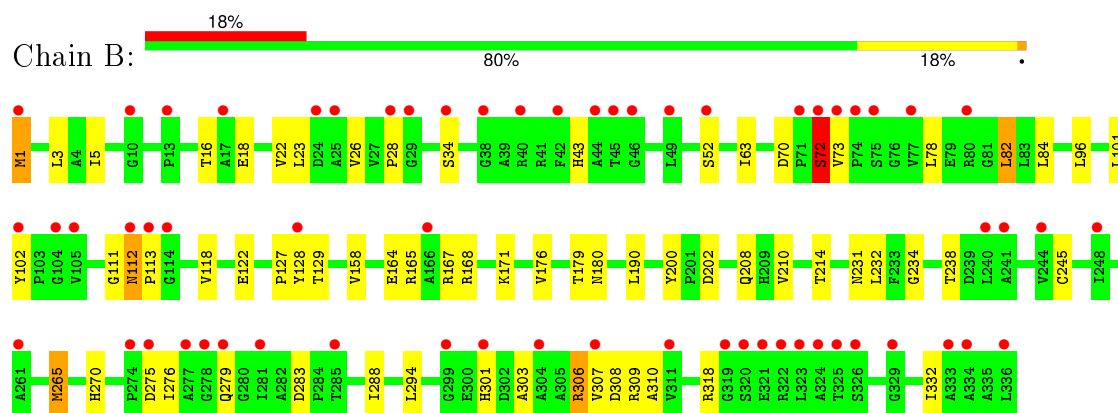 18%
Chain B:
80% 18% •
M1 L3 A4 I5 G10 P13 T16 A17 E18 V22 L23 D24 A25 V26 V27 P28 G29 S34 G38 A39 R40 R41 F42 H43 A44 T45 G46 L49 S52 I63 D70 P71 S72 V73 P74 S75 G76 V77 L78 E79 R80 G81 L82 L83 L84 L96 L101
Y102 P103 G104 V105 G111 N112 P113 G114 V118 E122 P127 Y128 T129 V158 E164 R165 A166 R167 R168 K171 V176 T179 N180 L190 Y200 P201 D202 Q208 H209 V210 T214 N231 L232 F233 G234 T238 D239 L240 A241 V244 C245 I248
A261 M265 H270 P274 D275 I276 A277 G278 Q279 G280 I281 A282 D283 P284 T285 I288 L294 G299 E300 H301 D302 A303 A304 A305 R306 V307 D308 R309 A310 V311 R318 G319 S320 E321 R322 L323 A324 T325 S326 G329 I332 A333 A334 A335 L336